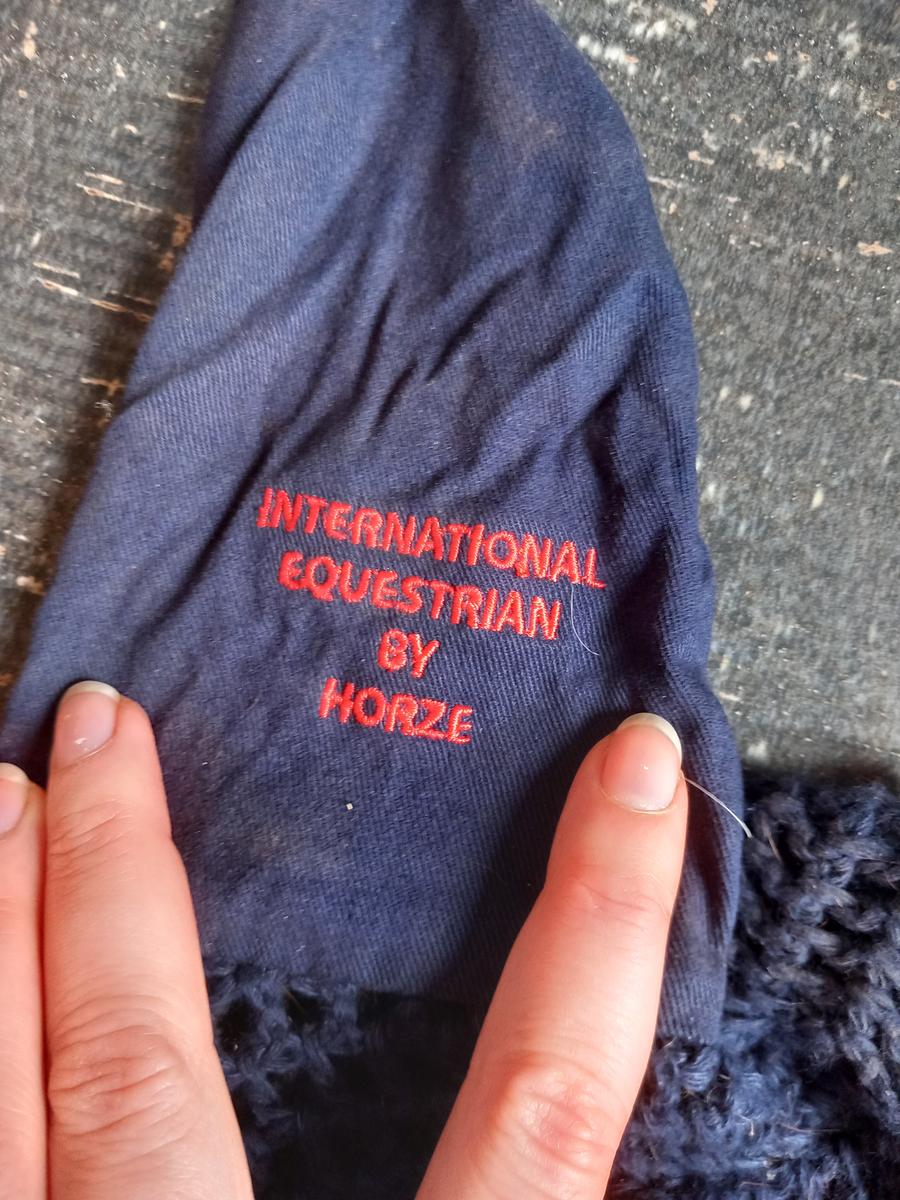 INTERNATIONAL
EQUESTRIAN
BY
HORZE